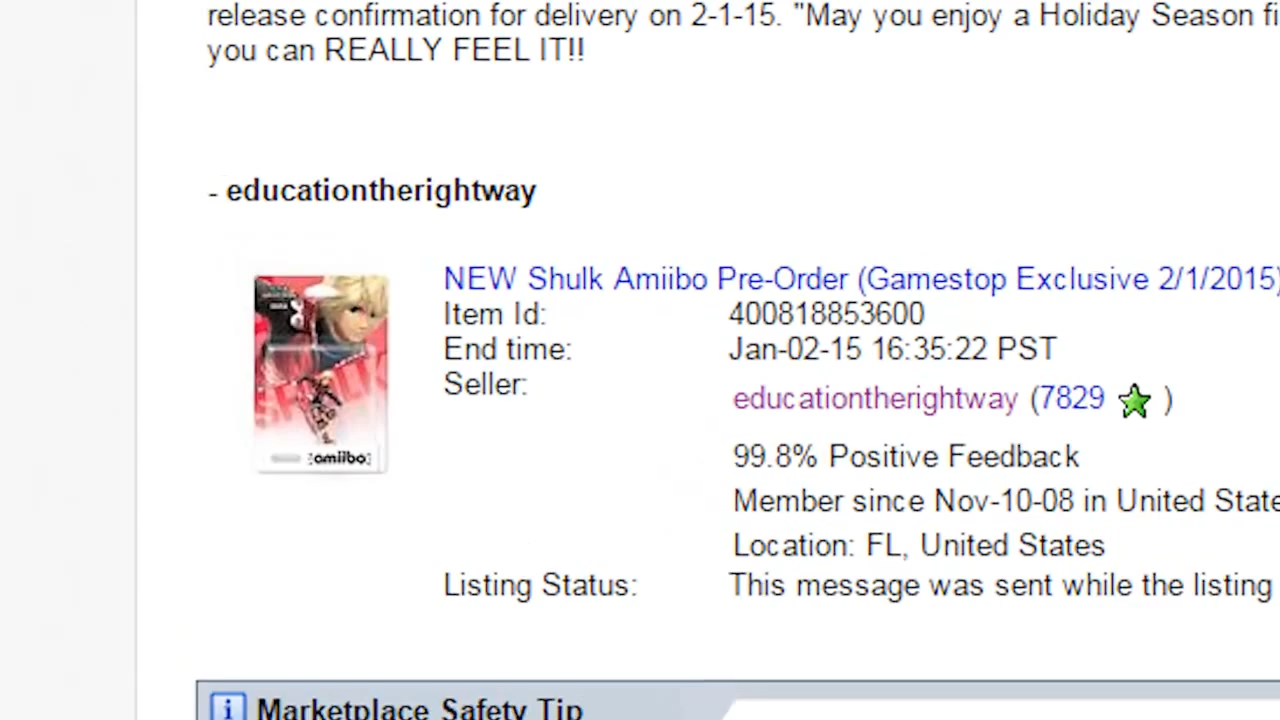 release confirmation for delivery on 2-1-15. "May you enjoy a Holiday Season
you can REALLY FEEL IT!!
- educationtherightway
NEW Shulk Amiibo Pre-Order (Gamestop Exclusive 2/1/2015)
Item Id: 400818853600
End time: Jan-02-15 16:35:22 PST
Seller: educationtherightway (7829 )
99.8% Positive Feedback
Member since Nov-10-08 in United State
Location: FL, United States
Listing Status: This message was sent while the listing
SHULK
amiibo
Marketplace Safety Tip